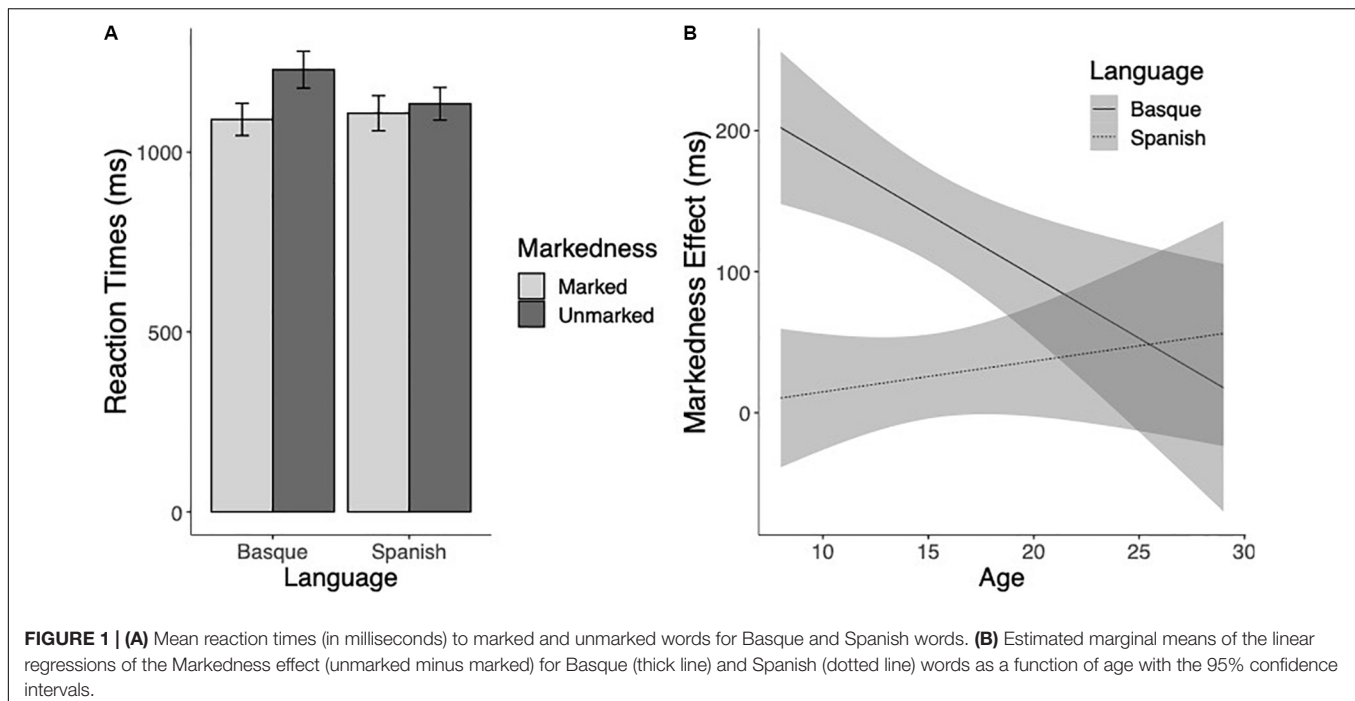 A
Reaction Times (ms)
1000
500
0
Basque
Spanish
Language
Markedness
Marked
Unmarked
B
Markedness Effect (ms)
200
100
0
10
15
20
25
30
Age
Language
Basque
Spanish
FIGURE 1 | (A) Mean reaction times (in milliseconds) to marked and unmarked words for Basque and Spanish words. (B) Estimated marginal means of the linear
regressions of the Markedness effect (unmarked minus marked) for Basque (thick line) and Spanish (dotted line) words as a function of age with the 95% confidence
intervals.